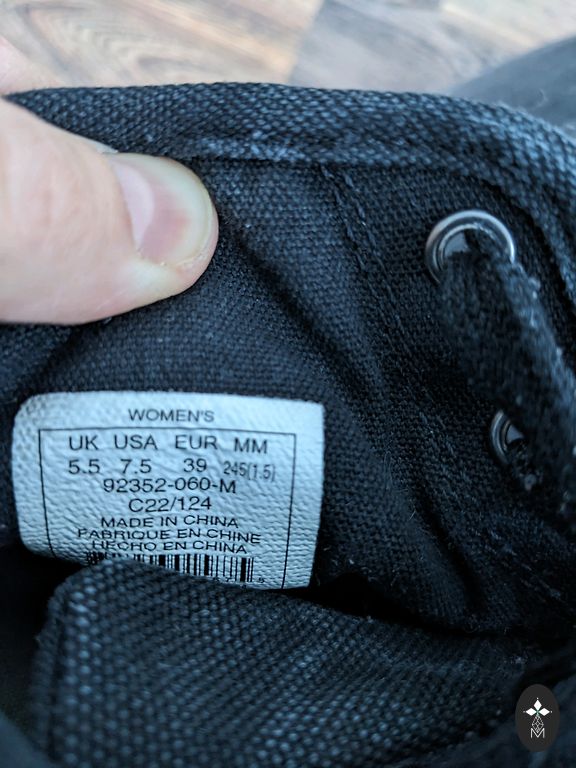 WOMEN'S
UK USA EUR MM
5.5 7.5 39 245(1.5)
92352-060-M
C22/124
MADE IN CHINA
FABRIQUE EN CHINE
HECHO EN CHINA
M